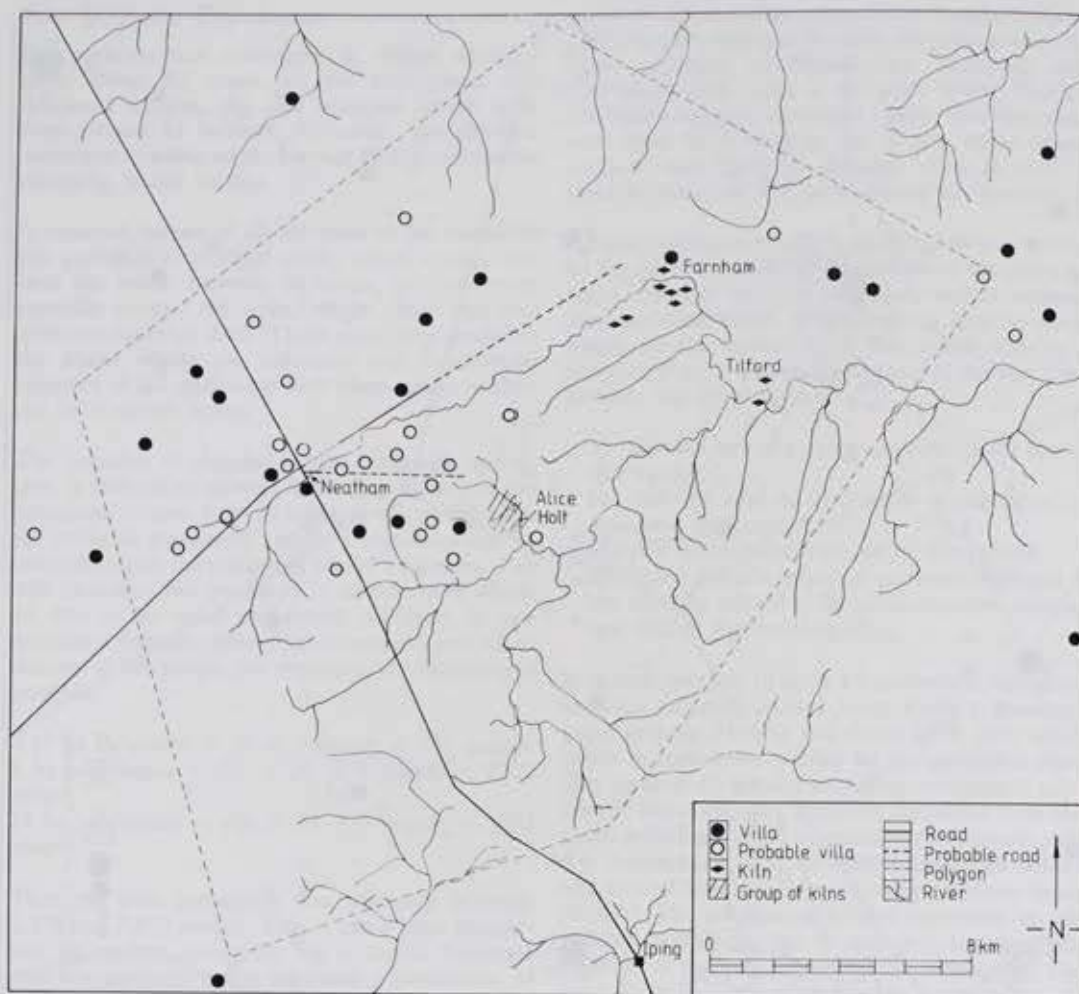 Farnham
Tilford
Neatham
Alice
Holt
Iping
Villa
Probable villa
Kiln
Group of kilns
Road
Probable road
Polygon
River
0 8km
N